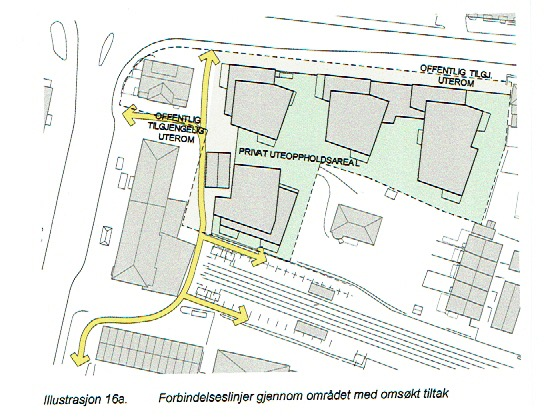 OFFENTLIG TILGJ.
UTEROM
OFFENTLIG
TILGJENGELIG
UTEROM
PRIVAT UTEOPPHOLDSAREAL
Illustrasjon 16a. Forbindelseslinjer gjennom området med omsøkt tiltak